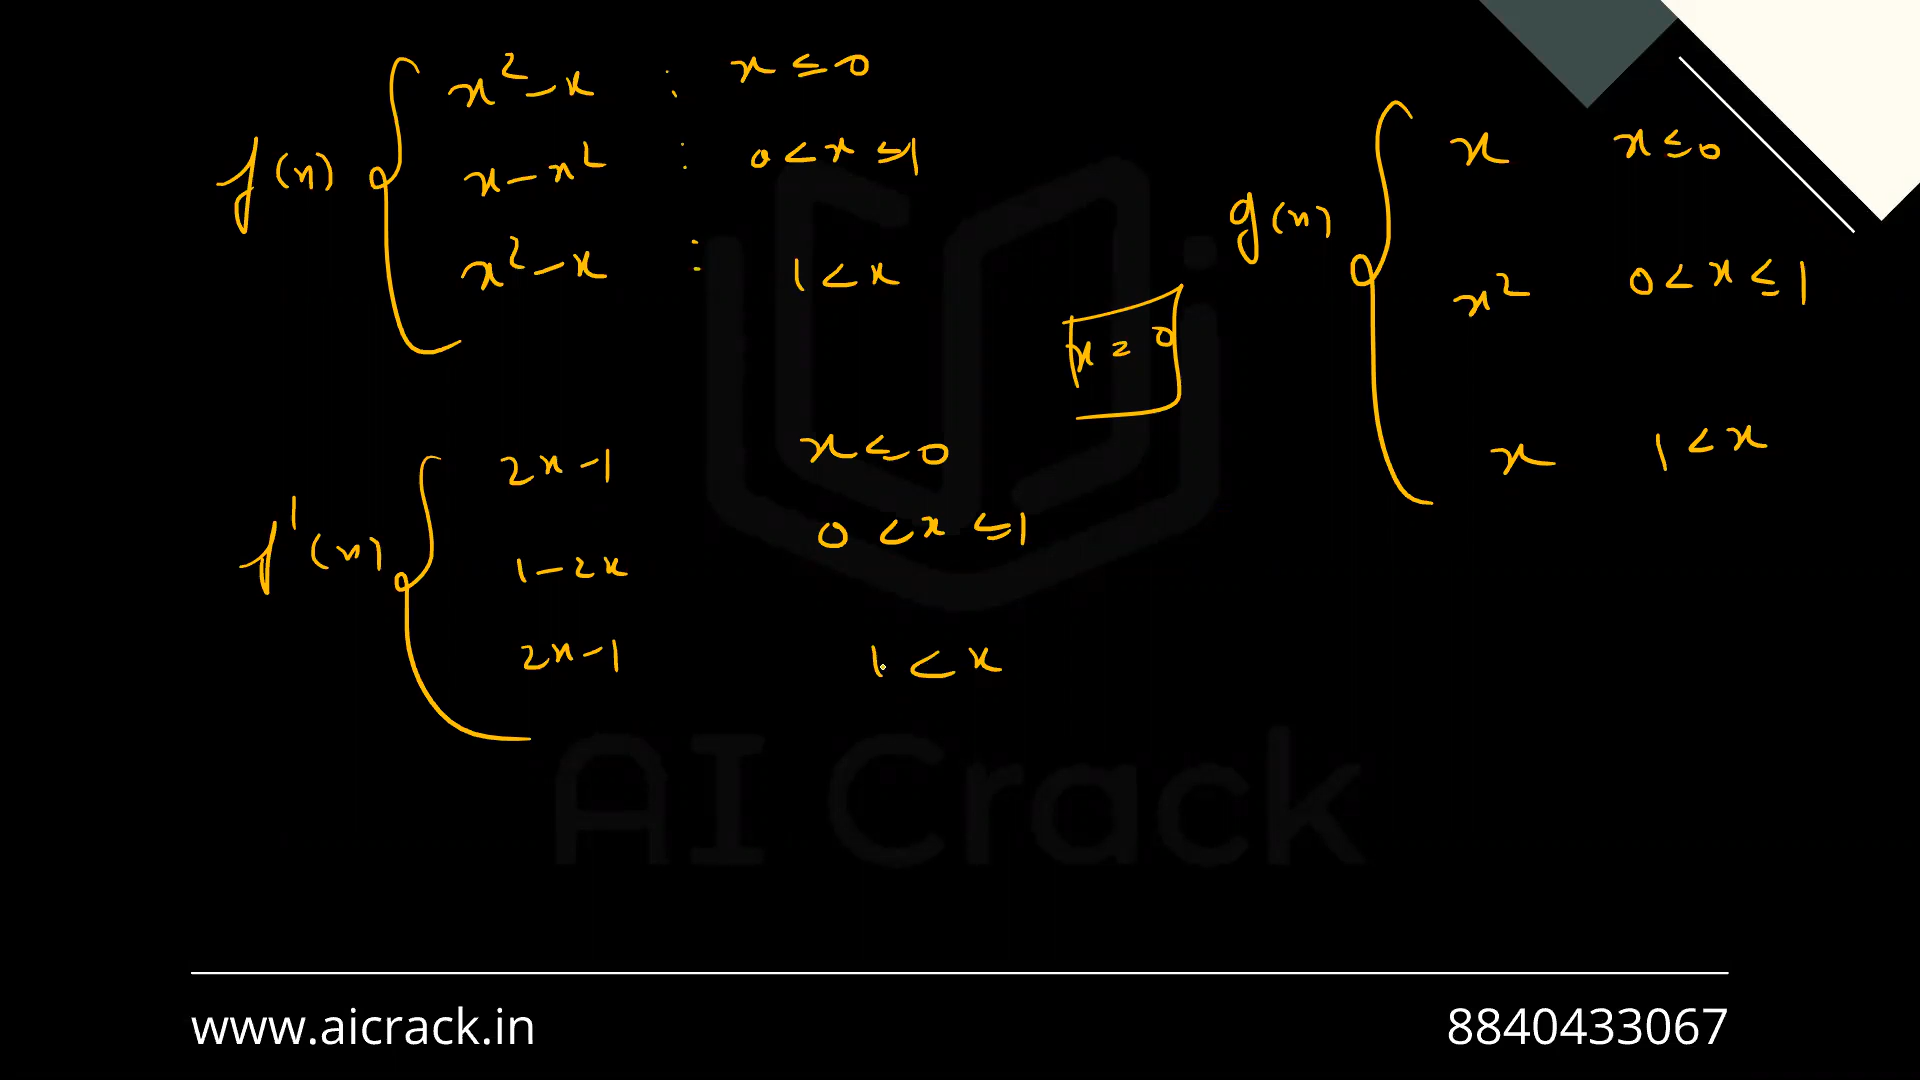 f(x) { x² - x : x ≤ 0
x - x² : 0 < x ≤ 1
x² - x : 1 < x
x = 0
g(x) { x x ≤ 0
x² 0 < x ≤ 1
x 1 < x
f'(x) { 2x - 1 x ≤ 0
1 - 2x 0 < x ≤ 1
2x - 1 1 < x
AI Crack
www.aicrack.in
8840433067